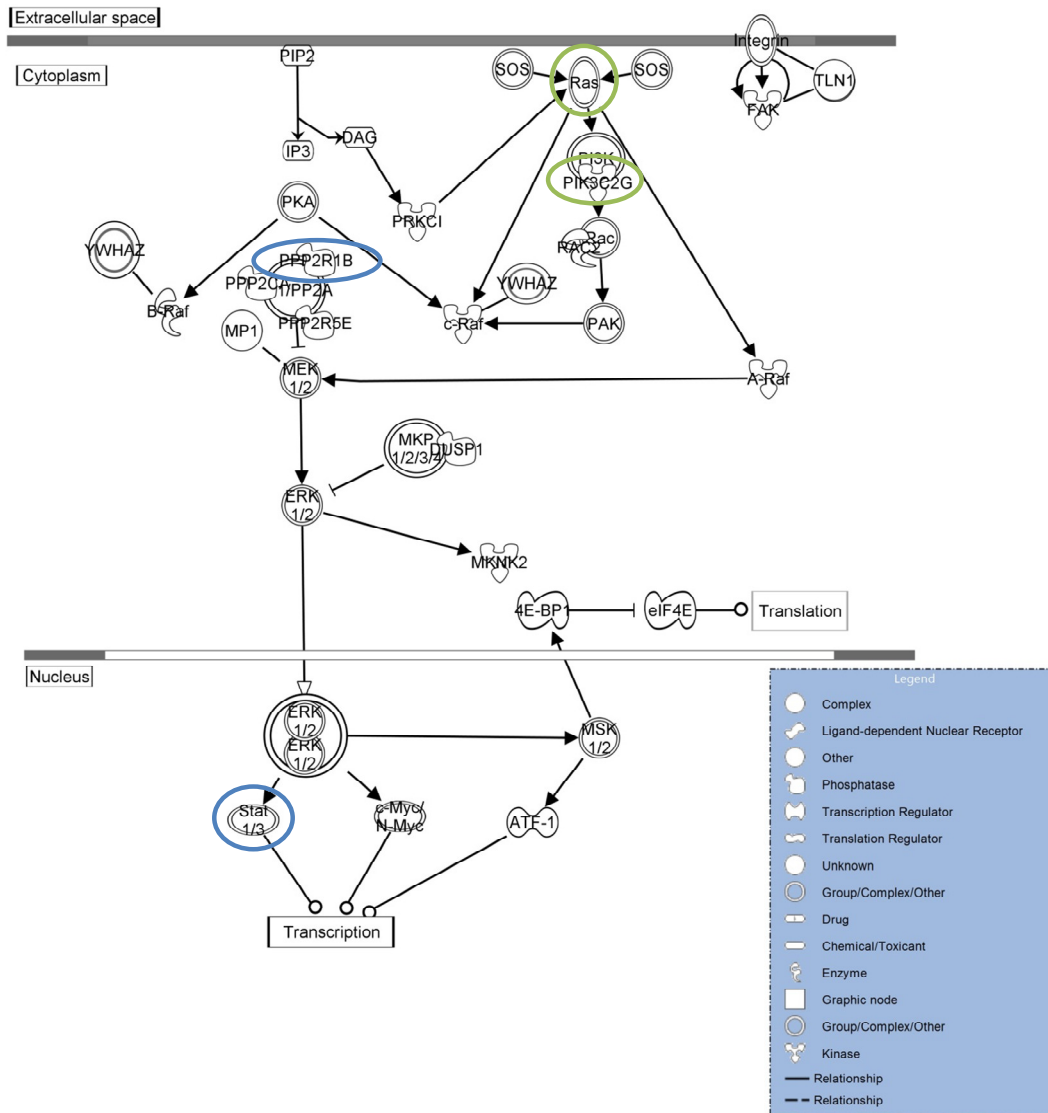 Extracellular space
Cytoplasm
PIP2
SOS
Ras
SOS
Integrin
TLN1
FAK
IP3
DAG
PI3K
PIK3C2G
PKA
PRKCI
YWHAZ
PPP2R1B
Rac
RAC2
PPP2CA
1/PP2A
YWHAZ
B-Raf
PPP2R5E
c-Raf
PAK
MP1
MEK
1/2
A-Raf
MKP
1/2/3/4
DUSP1
ERK
1/2
MKNK2
4E-BP1
eIF4E
Translation
Nucleus
ERK
1/2
ERK
1/2
MSK
1/2
Stat
1/3
c-Myc/
N-Myc
ATF-1
Transcription
Legend
Complex
Ligand-dependent Nuclear Receptor
Other
Phosphatase
Transcription Regulator
Translation Regulator
Unknown
Group/Complex/Other
Drug
Chemical/Toxicant
Enzyme
Graphic node
Group/Complex/Other
Kinase
Relationship
Relationship